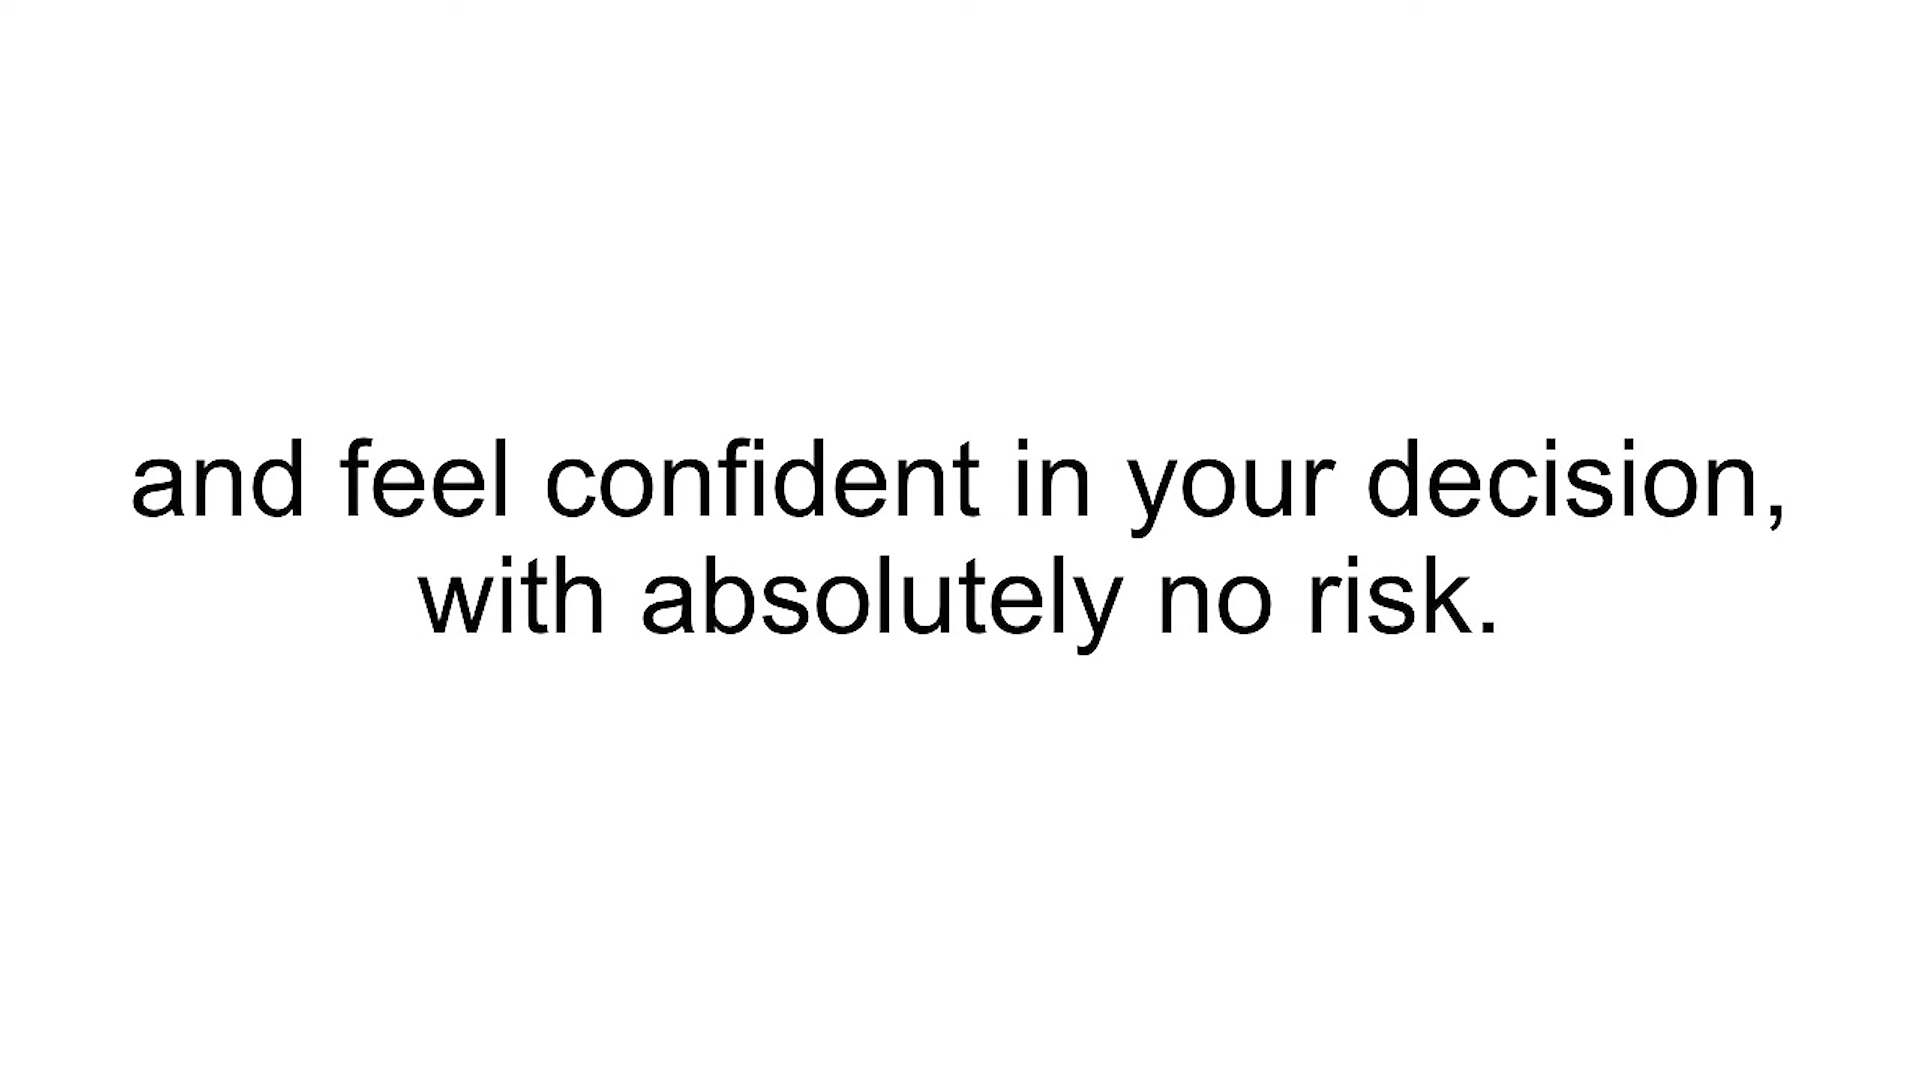 and feel confident in your decision,
with absolutely no risk.